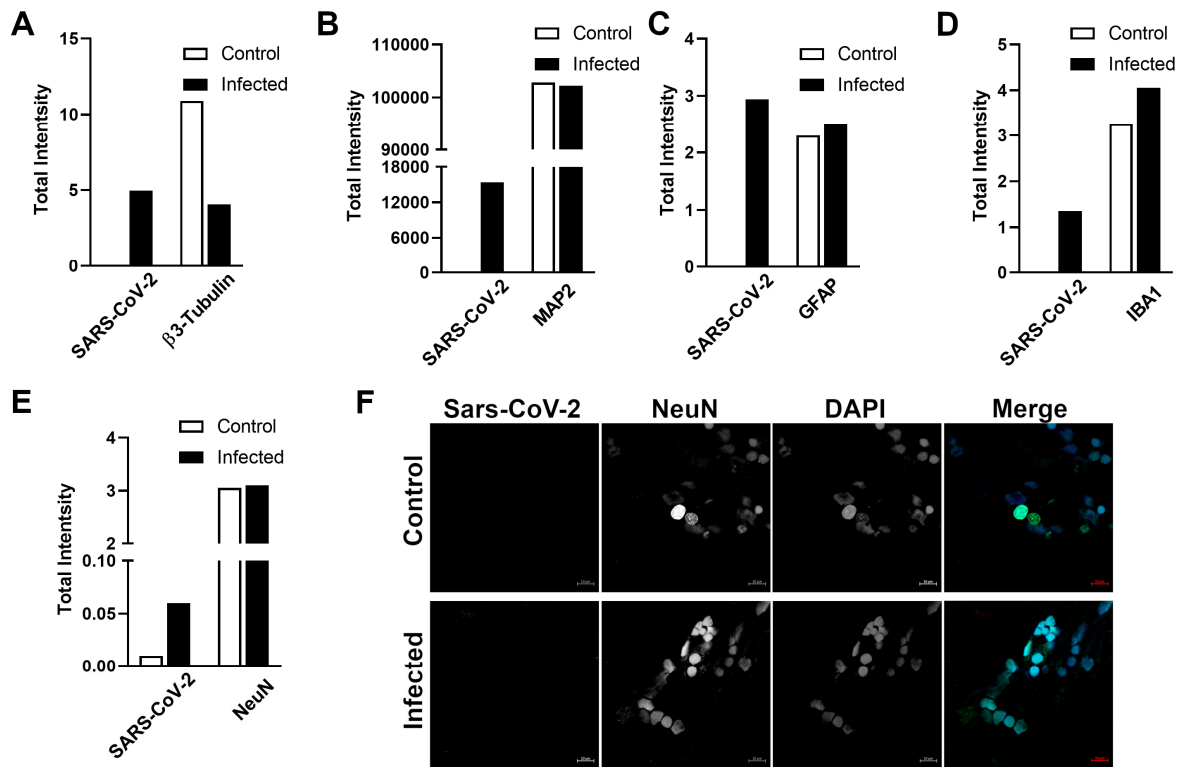 A
Total Intentsity
15
10
5
0
Control
Infected
SARS-CoV-2
β3-Tubulin
B
Total Intentsity
110000
100000
90000
18000
12000
6000
0
Control
Infected
SARS-CoV-2
MAP2
C
Total Intentsity
4
3
2
1
0
Control
Infected
SARS-CoV-2
GFAP
D
Total Intentsity
5
4
3
2
1
0
Control
Infected
SARS-CoV-2
IBA1
E
Total Intentsity
4
3
2
0.10
0.05
0.00
Control
Infected
SARS-CoV-2
NeuN
F
Sars-CoV-2 NeuN DAPI Merge
Control
Infected